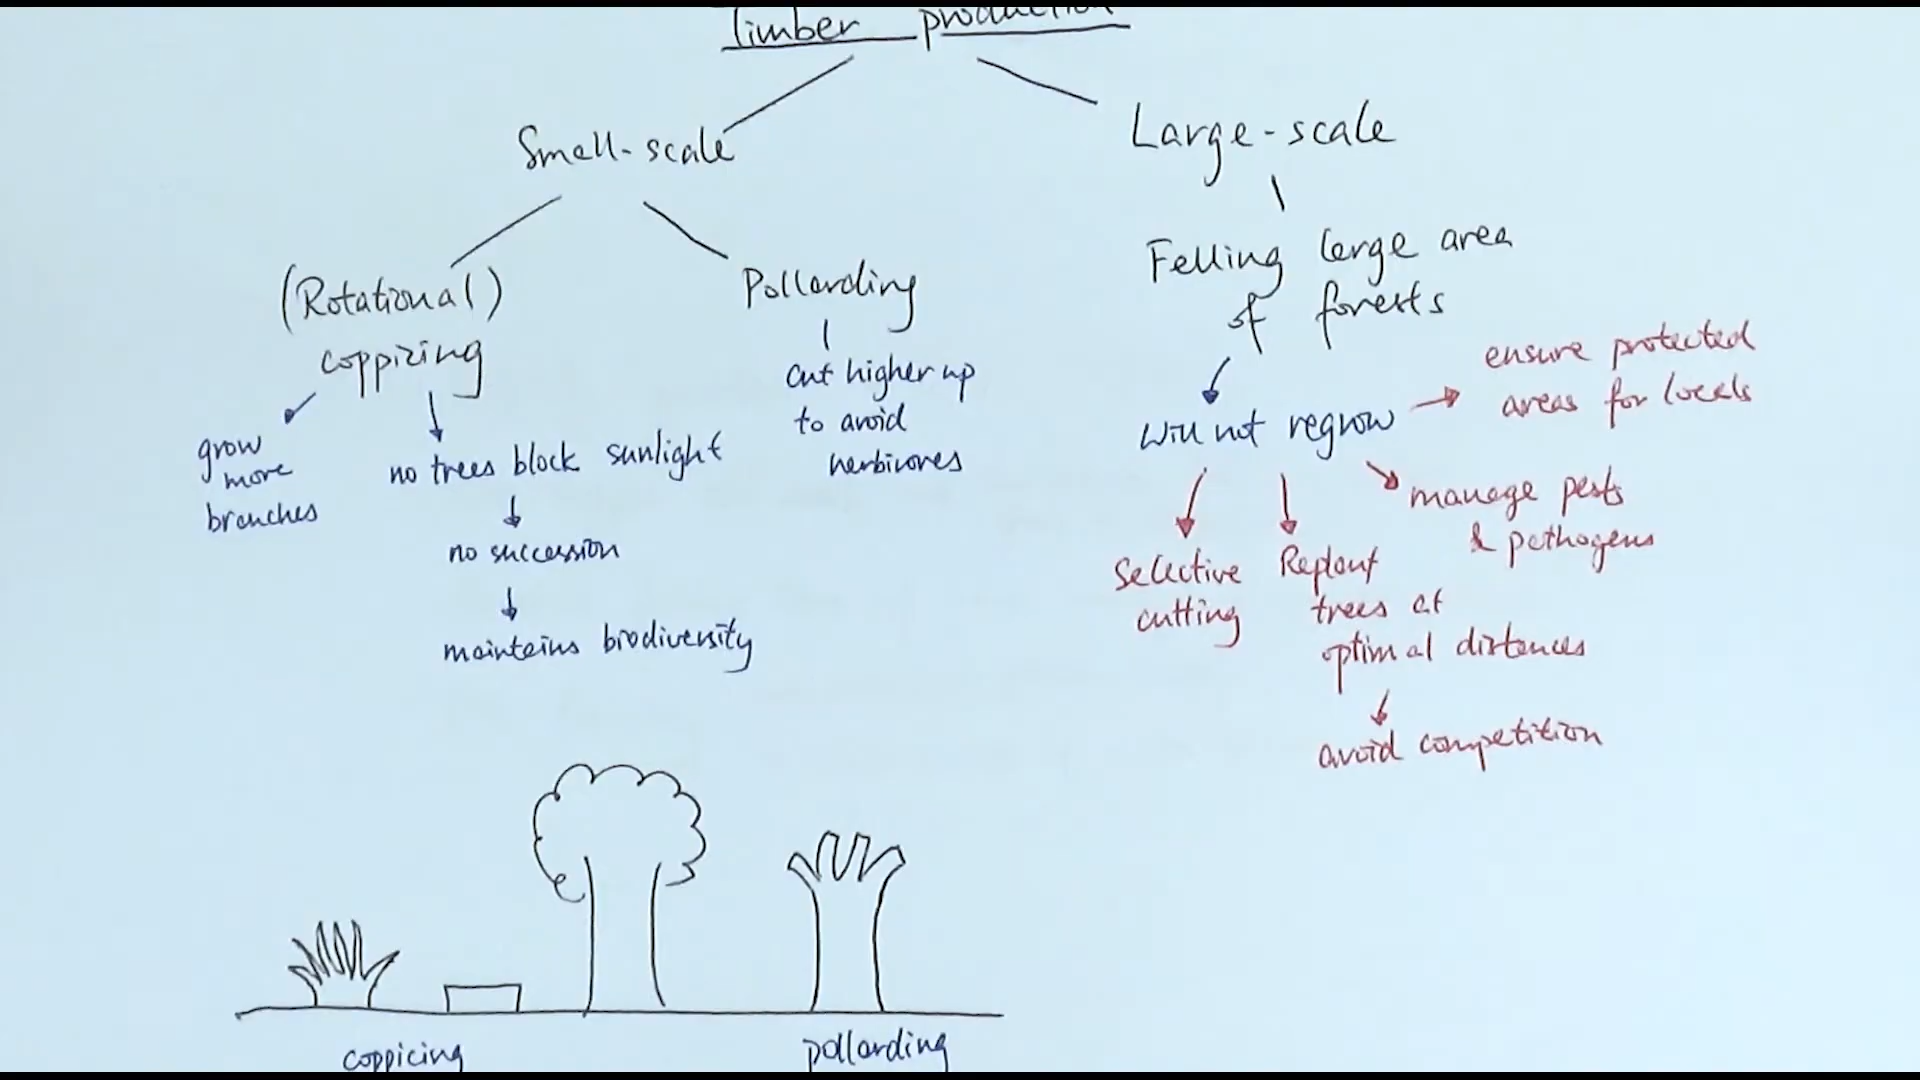 Timber production
Small-scale
Large-scale
(Rotational)
coppicing
grow
more
branches
no trees block sunlight
no succession
maintains biodiversity
Pollarding
cut higher up
to avoid
herbivores
Felling large area
of forests
will not regrow
ensure protected
areas for locals
manage pests
& pathogens
Selective
cutting
Replant
trees at
optimal distances
avoid competition
coppicing
pollarding